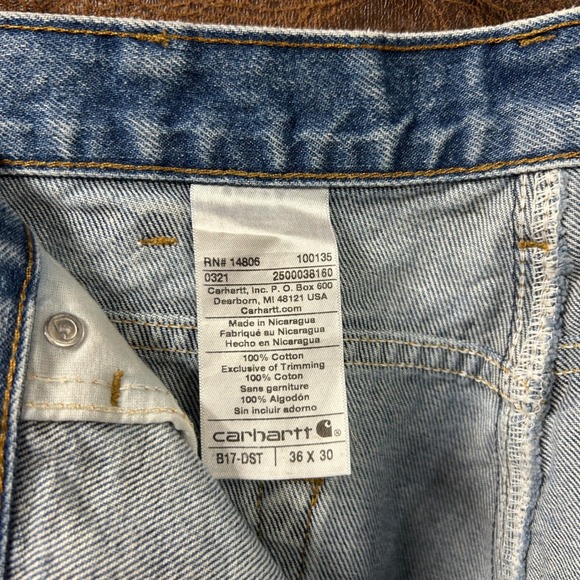 RN# 14806 100135
0321 2500038160
Carhartt, Inc. P. O. Box 600
Dearborn, MI 48121 USA
Carhartt.com
Made in Nicaragua
Fabriqué au Nicaragua
Hecho en Nicaragua
100% Cotton
Exclusive of Trimming
100% Coton
Sans garniture
100% Algodón
Sin incluir adorno
carhartt ®
B17-DST 36 X 30